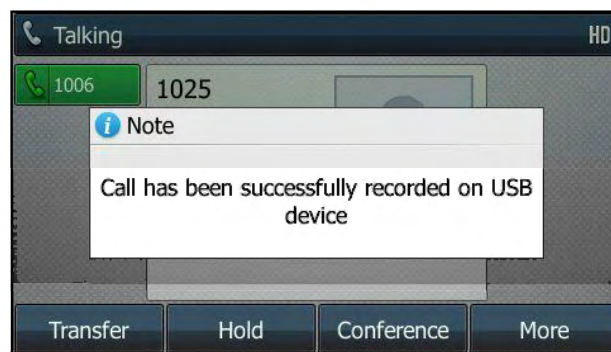 Talking
HD
1006
1025
Note
Call has been successfully recorded on USB
device
Transfer
Hold
Conference
More